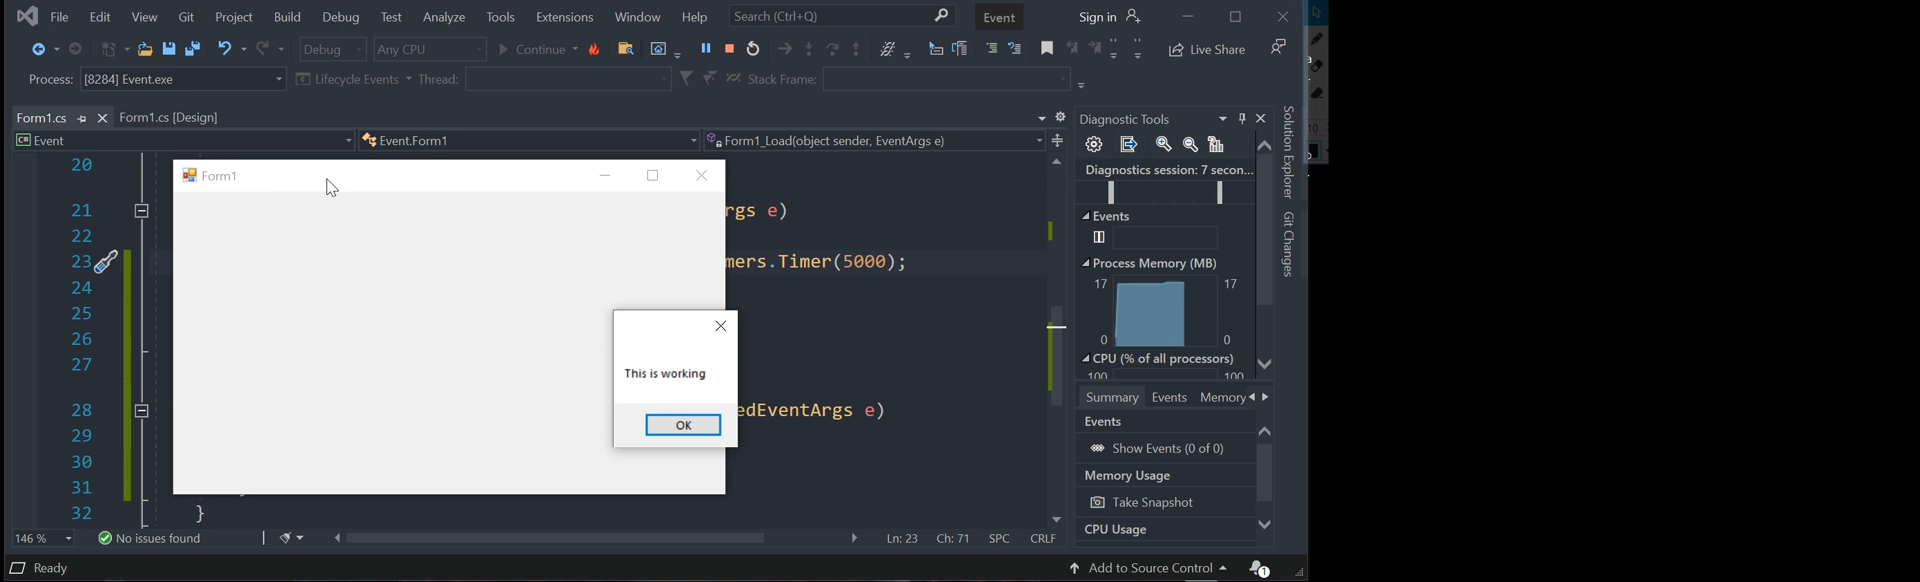 File Edit View Git Project Build Debug Test Analyze Tools Extensions Window Help Search (Ctrl+Q) Event Sign in
Debug Any CPU Continue Live Share
Process: [8284] Event.exe Lifecycle Events Thread: Stack Frame:
Form1.cs Form1.cs [Design]
Event Event.Form1 Form1_Load(object sender, EventArgs e)
20
21 rgs e)
22
23 mers.Timer(5000);
24
25
26
27
28 edEventArgs e)
29
30
31
32 }
Form1
This is working
OK
Diagnostic Tools
Diagnostics session: 7 secon...
Events
Process Memory (MB)
17 17
0 0
CPU (% of all processors)
100 100
Summary Events Memory
Events
Show Events (0 of 0)
Memory Usage
Take Snapshot
CPU Usage
Solution Explorer
Git Changes
146 % No issues found Ln: 23 Ch: 71 SPC CRLF
Ready Add to Source Control 1